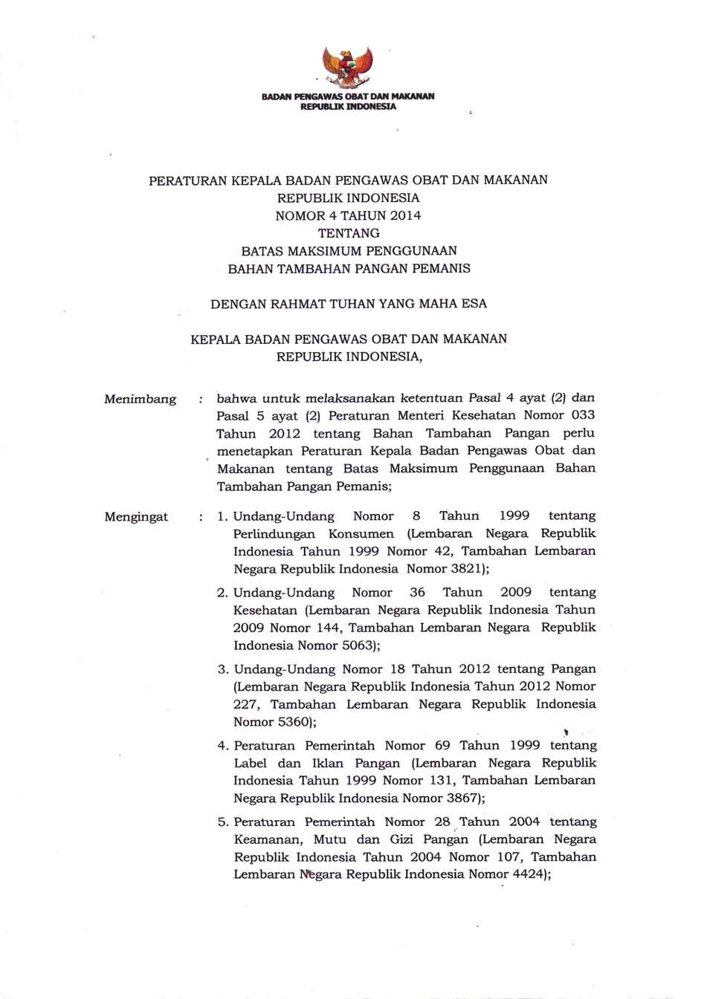 BADAN PENGAWAS OBAT DAN MAKANAN
REPUBLIK INDONESIA
PERATURAN KEPALA BADAN PENGAWAS OBAT DAN MAKANAN
REPUBLIK INDONESIA
NOMOR 4 TAHUN 2014
TENTANG
BATAS MAKSIMUM PENGGUNAAN
BAHAN TAMBAHAN PANGAN PEMANIS
DENGAN RAHMAT TUHAN YANG MAHA ESA
KEPALA BADAN PENGAWAS OBAT DAN MAKANAN
REPUBLIK INDONESIA,
Menimbang : bahwa untuk melaksanakan ketentuan Pasal 4 ayat (2) dan
Pasal 5 ayat (2) Peraturan Menteri Kesehatan Nomor 033
Tahun 2012 tentang Bahan Tambahan Pangan perlu
menetapkan Peraturan Kepala Badan Pengawas Obat dan
Makanan tentang Batas Maksimum Penggunaan Bahan
Tambahan Pangan Pemanis;
Mengingat : 1. Undang-Undang Nomor 8 Tahun 1999 tentang
Perlindungan Konsumen (Lembaran Negara Republik
Indonesia Tahun 1999 Nomor 42, Tambahan Lembaran
Negara Republik Indonesia Nomor 3821);
2. Undang-Undang Nomor 36 Tahun 2009 tentang
Kesehatan (Lembaran Negara Republik Indonesia Tahun
2009 Nomor 144, Tambahan Lembaran Negara Republik
Indonesia Nomor 5063);
3. Undang-Undang Nomor 18 Tahun 2012 tentang Pangan
(Lembaran Negara Republik Indonesia Tahun 2012 Nomor
227, Tambahan Lembaran Negara Republik Indonesia
Nomor 5360);
4. Peraturan Pemerintah Nomor 69 Tahun 1999 tentang
Label dan Iklan Pangan (Lembaran Negara Republik
Indonesia Tahun 1999 Nomor 131, Tambahan Lembaran
Negara Republik Indonesia Nomor 3867);
5. Peraturan Pemerintah Nomor 28 Tahun 2004 tentang
Keamanan, Mutu dan Gizi Pangan (Lembaran Negara
Republik Indonesia Tahun 2004 Nomor 107, Tambahan
Lembaran Negara Republik Indonesia Nomor 4424);